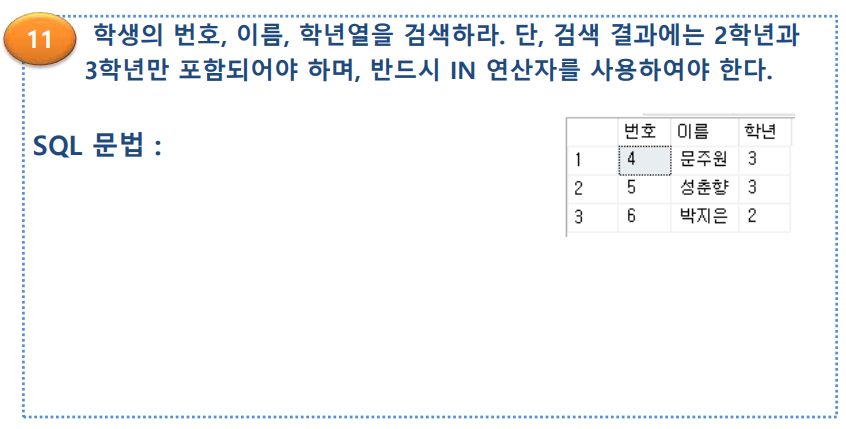 11 학생의 번호, 이름, 학년열을 검색하라. 단, 검색 결과에는 2학년과
3학년만 포함되어야 하며, 반드시 IN 연산자를 사용하여야 한다.
SQL 문법 :
번호 이름 학년
1 4 문주원 3
2 5 성춘향 3
3 6 박지은 2